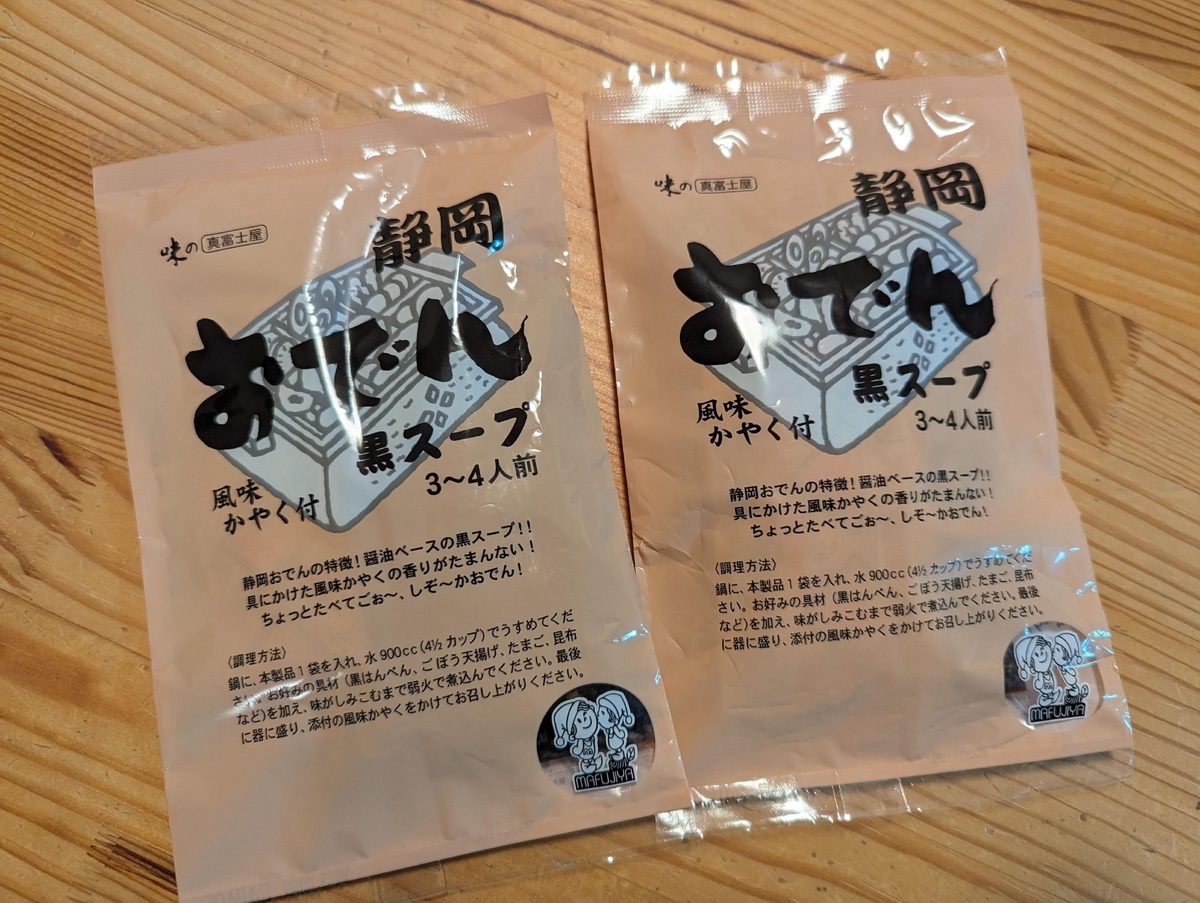 味の 真富士屋
静岡
おでん
黒スープ
3〜4人前
風味
かやく付
静岡おでんの特徴!醤油ベースの黒スープ!!
具にかけた風味かやくの香りがたまんない!
ちょっとたべてごぉ〜、しぞ〜かおでん!
〈調理方法〉
鍋に、本製品1袋を入れ、水900cc(4½カップ)でうすめてくだ
さい。お好みの具材(黒はんぺん、ごぼう天揚げ、たまご、昆布
など)を加え、味がしみこむまで弱火で煮込んでください。最後
に器に盛り、添付の風味かやくをかけてお召し上がりください。
MAFUJIYA
味の 真富士屋
静岡
おでん
黒スープ
3〜4人前
風味
かやく付
静岡おでんの特徴!醤油ベースの黒スープ!!
具にかけた風味かやくの香りがたまんない!
ちょっとたべてごぉ〜、しぞ〜かおでん!
〈調理方法〉
鍋に、本製品1袋を入れ、水900cc(4½カップ)でうすめてくだ
さい。お好みの具材(黒はんぺん、ごぼう天揚げ、たまご、昆布
など)を加え、味がしみこむまで弱火で煮込んでください。最後
に器に盛り、添付の風味かやくをかけてお召し上がりください。
MAFUJIYA